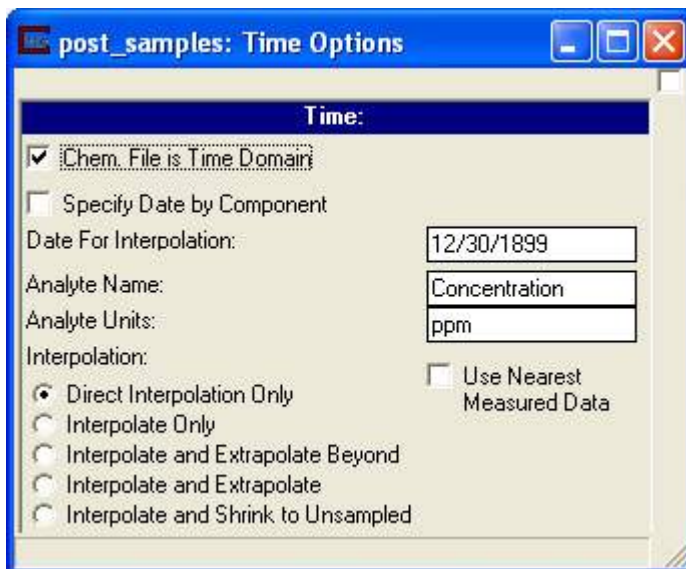 post_samples: Time Options
Time:
Chem. File is Time Domain
Specify Date by Component
Date For Interpolation:
12/30/1899
Analyte Name:
Concentration
Analyte Units:
ppm
Interpolation:
Direct Interpolation Only
Use Nearest
Measured Data
Interpolate Only
Interpolate and Extrapolate Beyond
Interpolate and Extrapolate
Interpolate and Shrink to Unsampled